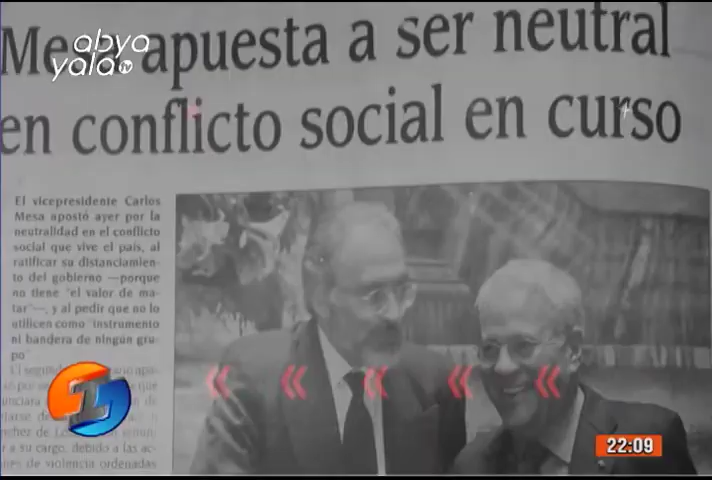 abya
yala tv
Mesa apuesta a ser neutral
en conflicto social en curso
El vicepresidente Carlos
Mesa apostó ayer por la
neutralidad en el conflicto
social que vive el país, al
ratificar su distanciamien-
to del gobierno —porque
no tiene "el valor de ma-
tar"—, y al pedir que no lo
utilicen como "instrumento
ni bandera de ningún gru-
po"
El segundo
a su cargo, debido a las ac-
nes de violencia ordenadas
« « « « «
22:09